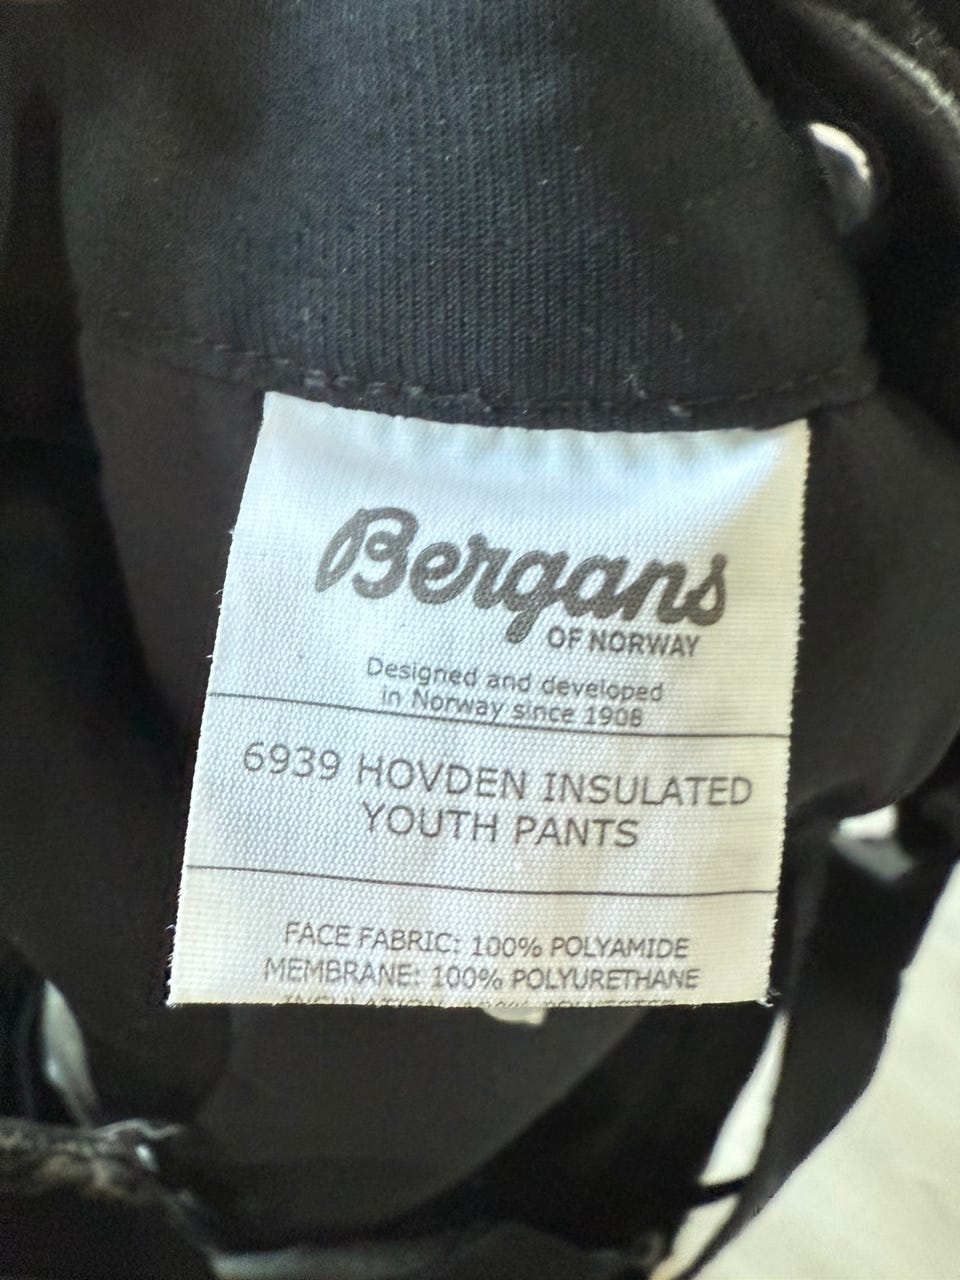 Bergans
OF NORWAY
Designed and developed
in Norway since 1908
6939 HOVDEN INSULATED
YOUTH PANTS
FACE FABRIC: 100% POLYAMIDE
MEMBRANE: 100% POLYURETHANE